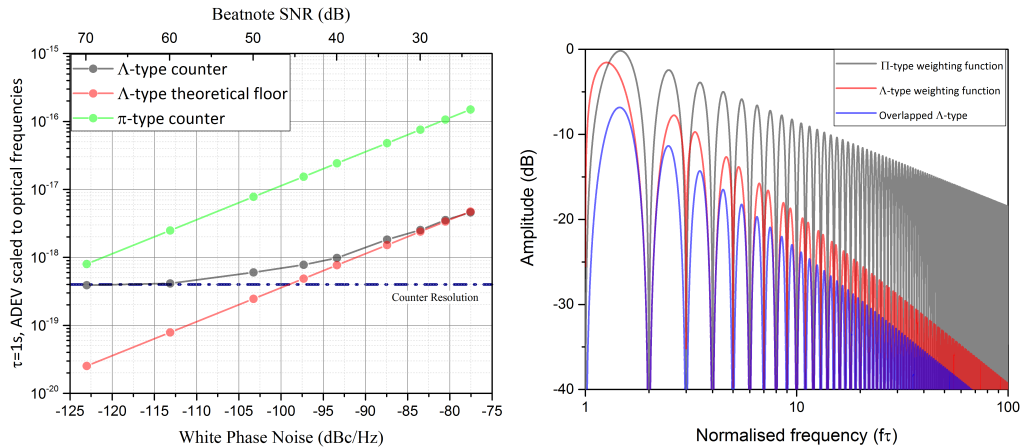 Beatnote SNR (dB)
70 60 50 40 30
10-15
10-16
10-17
10-18
10-19
10-20
τ=1s, ADEV scaled to optical frequencies
Λ-type counter
Λ-type theoretical floor
π-type counter
Counter Resolution
-125 -120 -115 -110 -105 -100 -95 -90 -85 -80 -75
White Phase Noise (dBc/Hz)
0
-10
-20
-30
-40
Amplitude (dB)
Π-type weighting function
Λ-type weighting function
Overlapped Λ-type
1 10 100
Normalised frequency (fτ)